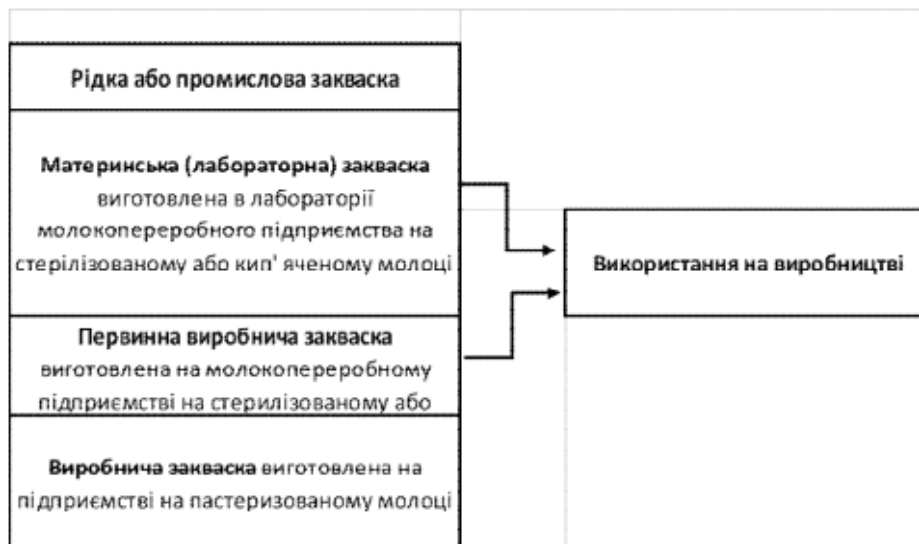 Рідка або промислова закваска
Материнська (лабораторна) закваска
виготовлена в лабораторії
молокопереробного підприємства на
стерілізованому або кип' яченому молоці
Використання на виробництві
Первинна виробнича закваска
виготовлена на молокопереробному
підприємстві на стерилізованому або
Виробнича закваска виготовлена на
підприємстві на пастеризованому молоці